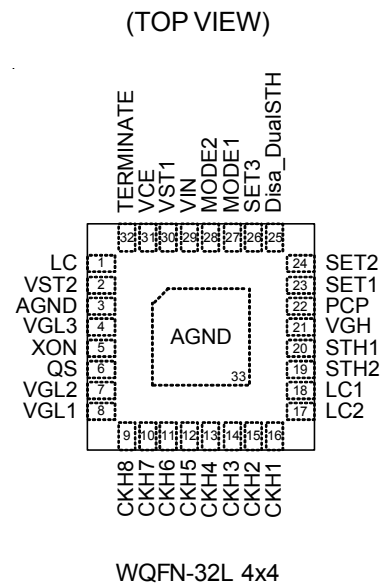 (TOP VIEW)
TERMINATE
VCE
VST1
VIN
MODE2
MODE1
SET3
Disa_DualSTH
32 31 30 29 28 27 26 25
LC 1
VST2 2
AGND 3
VGL3 4
XON 5
QS 6
VGL2 7
VGL1 8
AGND
33
24 SET2
23 SET1
22 PCP
21 VGH
20 STH1
19 STH2
18 LC1
17 LC2
9 10 11 12 13 14 15 16
CKH8
CKH7
CKH6
CKH5
CKH4
CKH3
CKH2
CKH1
WQFN-32L 4x4